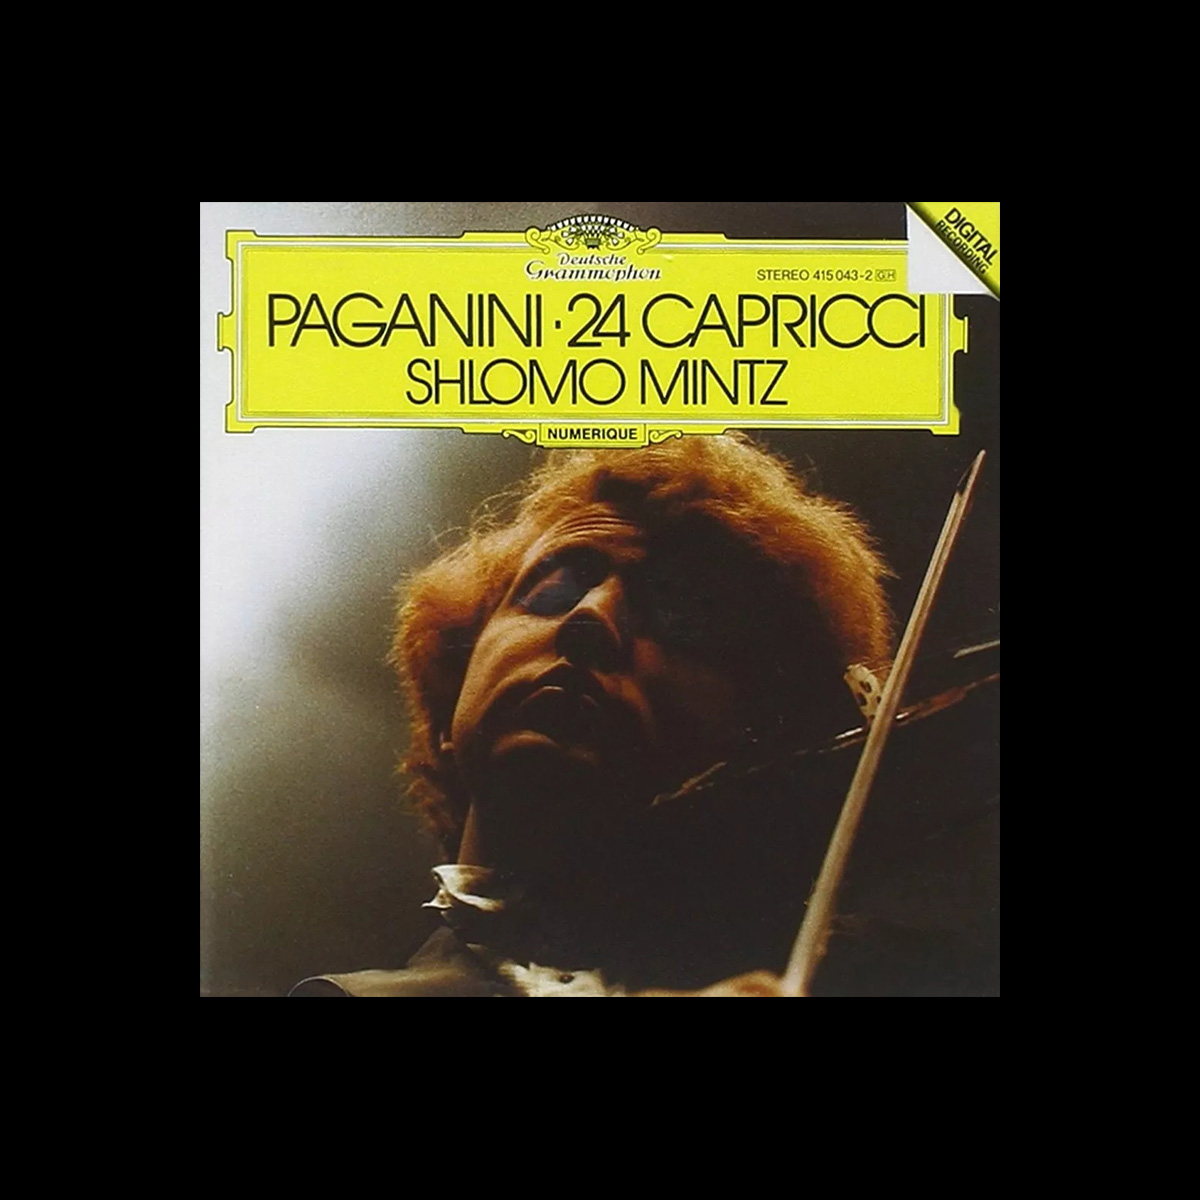 DIGITAL
RECORDING
Deutsche
Grammophon
STEREO 415 043-2 GH
PAGANINI · 24 CAPRICCI
SHLOMO MINTZ
NUMERIQUE